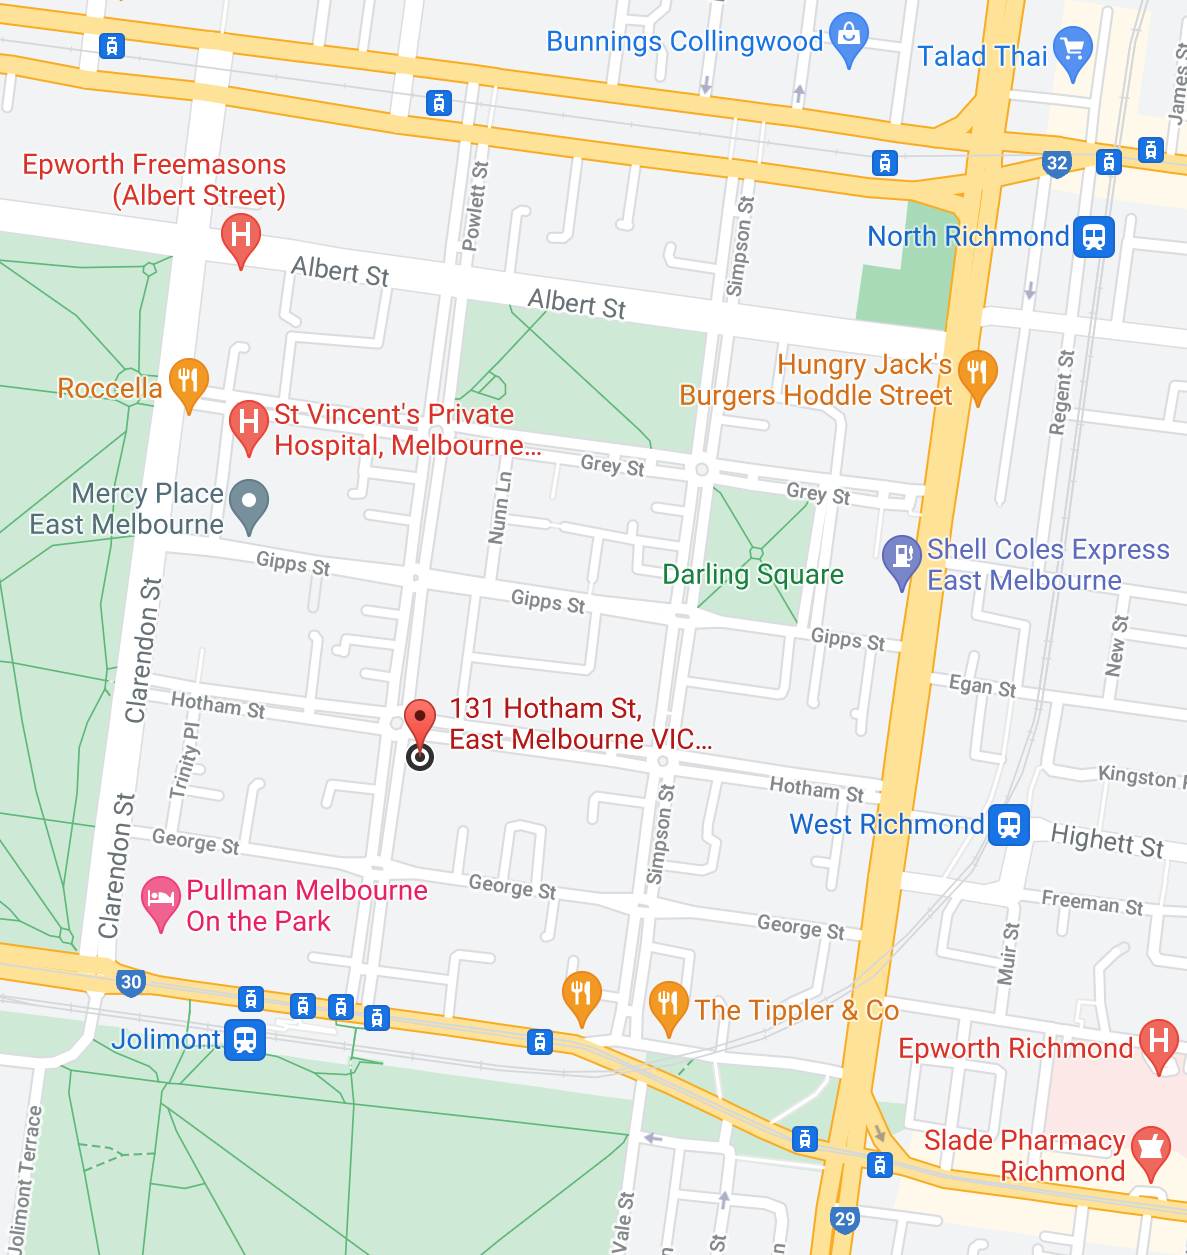 Bunnings Collingwood
Talad Thai
James St
32
Epworth Freemasons
(Albert Street)
Powlett St
Simpson St
North Richmond
Albert St
Albert St
Regent St
Roccella
Hungry Jack's
Burgers Hoddle Street
St Vincent's Private
Hospital, Melbourne...
Grey St
Grey St
Mercy Place
East Melbourne
Nunn Ln
Gipps St
Darling Square
Shell Coles Express
East Melbourne
Gipps St
Gipps St
New St
Clarendon St
Egan St
Hotham St
131 Hotham St,
East Melbourne VIC...
Trinity Pl
Hotham St
Kingston
West Richmond
Highett St
George St
Simpson St
Clarendon St
Pullman Melbourne
On the Park
George St
Freeman St
George St
Muir St
30
The Tippler & Co
Jolimont
Epworth Richmond
Jolimont Terrace
Slade Pharmacy
Richmond
Vale St
St
29